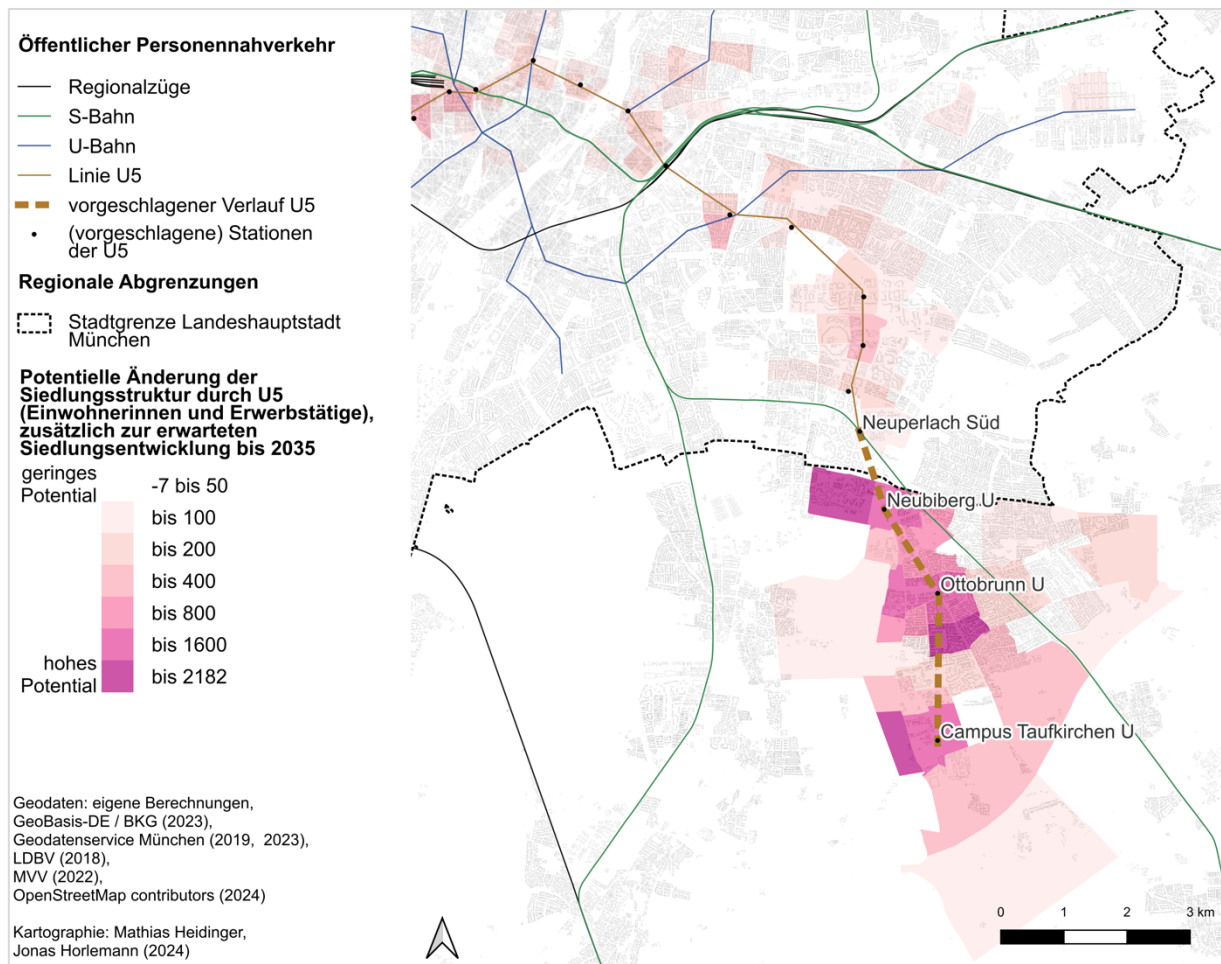 Öffentlicher Personennahverkehr
Regionalzüge
S-Bahn
U-Bahn
Linie U5
vorgeschlagener Verlauf U5
(vorgeschlagene) Stationen
der U5
Regionale Abgrenzungen
Stadtgrenze Landeshauptstadt
München
Potentielle Änderung der
Siedlungsstruktur durch U5
(Einwohnerinnen und Erwerbstätige),
zusätzlich zur erwarteten
Siedlungsentwicklung bis 2035
geringes
Potential
-7 bis 50
bis 100
bis 200
bis 400
bis 800
bis 1600
hohes
Potential
bis 2182
Geodaten: eigene Berechnungen,
GeoBasis-DE / BKG (2023),
Geodatenservice München (2019, 2023),
LDBV (2018),
MVV (2022),
OpenStreetMap contributors (2024)
Kartographie: Mathias Heidinger,
Jonas Horlemann (2024)
Neuperlach Süd
Neubiberg U
Ottobrunn U
Campus Taufkirchen U
0 1 2 3 km